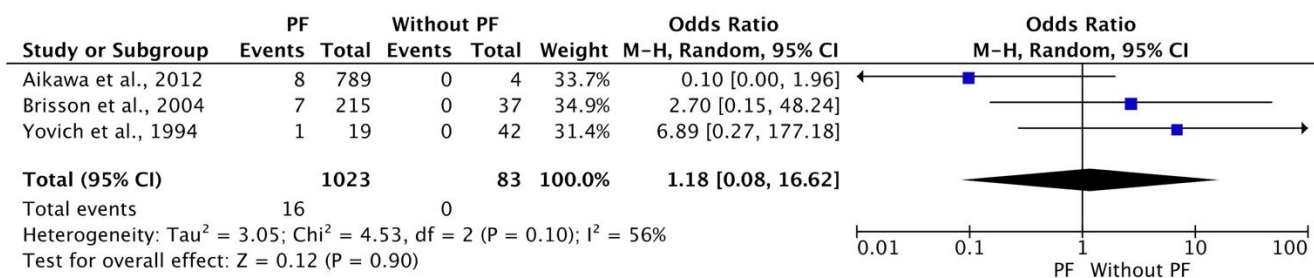 PF Without PF Odds Ratio Odds Ratio
Study or Subgroup Events Total Events Total Weight M-H, Random, 95% CI M-H, Random, 95% CI
Aikawa et al., 2012 8 789 0 4 33.7% 0.10 [0.00, 1.96]
Brisson et al., 2004 7 215 0 37 34.9% 2.70 [0.15, 48.24]
Yovich et al., 1994 1 19 0 42 31.4% 6.89 [0.27, 177.18]
Total (95% CI) 1023 83 100.0% 1.18 [0.08, 16.62]
Total events 16 0
Heterogeneity: Tau² = 3.05; Chi² = 4.53, df = 2 (P = 0.10); I² = 56%
Test for overall effect: Z = 0.12 (P = 0.90)
0.01 0.1 1 10 100
PF Without PF